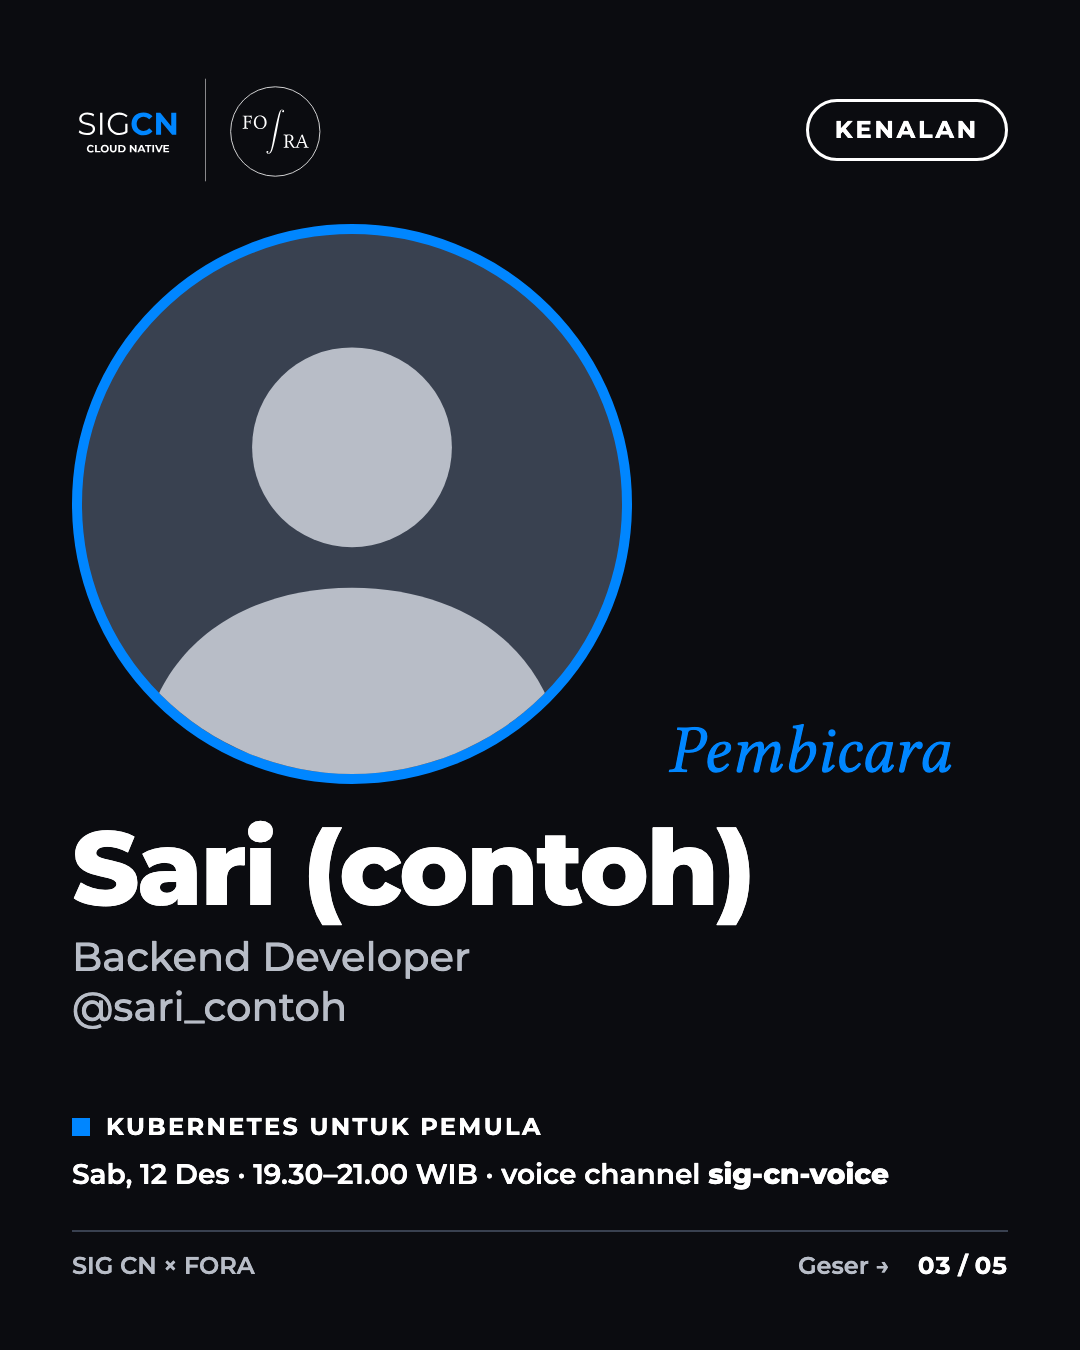 SIGCN
CLOUD NATIVE
FO
RA
KENALAN
Pembicara
Sari (contoh)
Backend Developer
@sari_contoh
KUBERNETES UNTUK PEMULA
Sab, 12 Des · 19.30–21.00 WIB · voice channel sig-cn-voice
SIG CN × FORA
Geser → 03 / 05